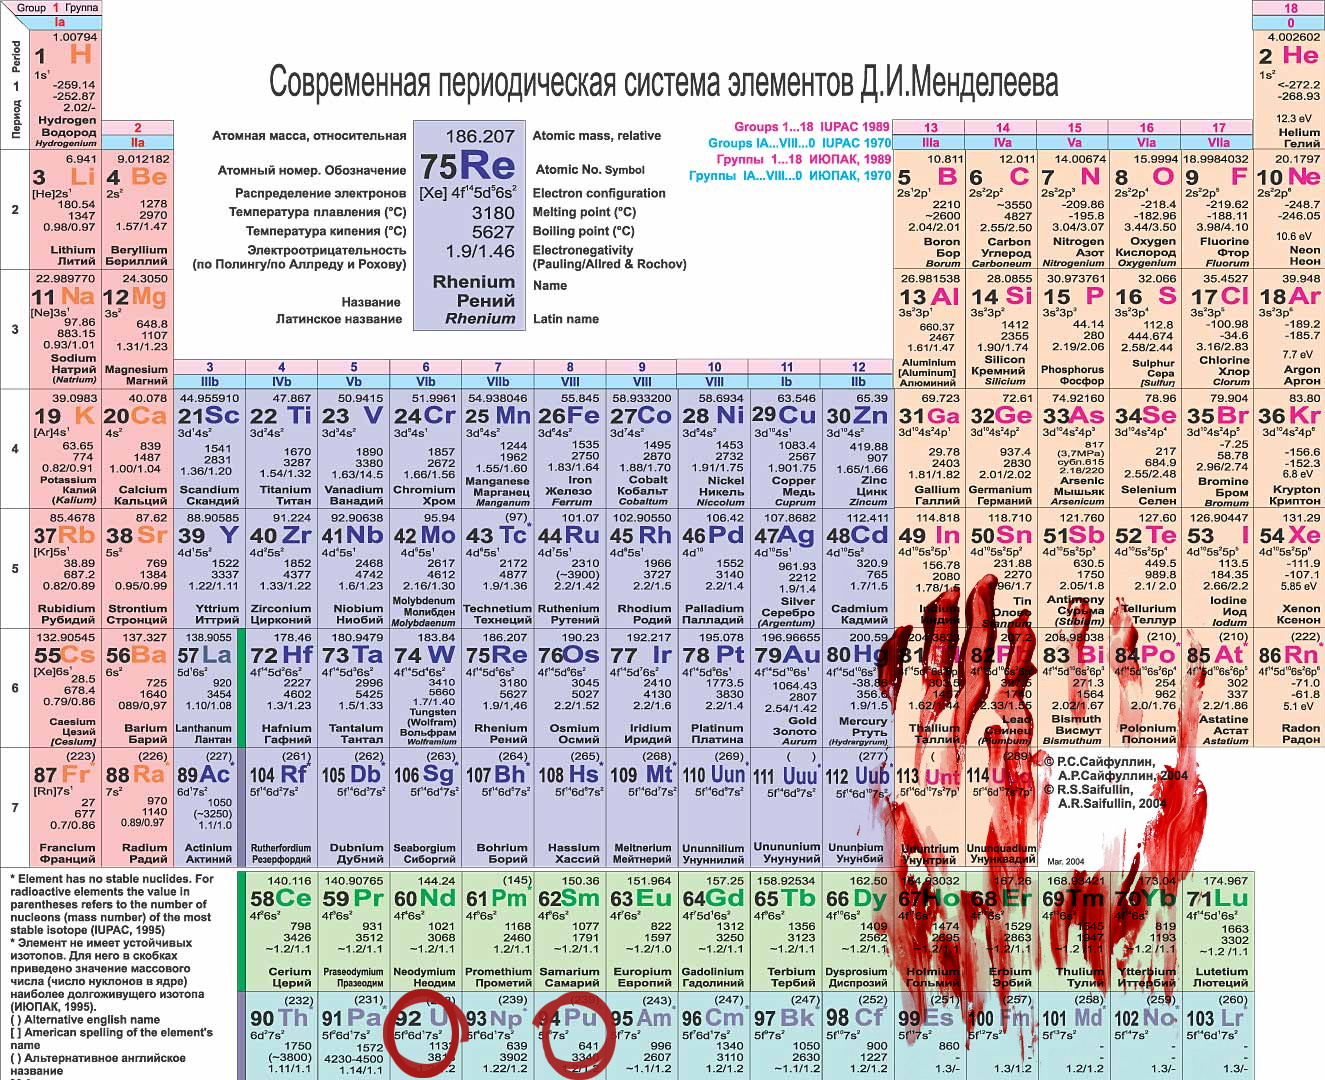 Group 1 Группа
Ia
18
0
Современная периодическая система элементов Д.И.Менделеева
Период 1 Period
1.00794
1 H
1s¹
-259.14
-252.87
2.02/-
Hydrogen
Водород
Hydrogenium
4.002602
2 He
1s²
<-272.2
-268.93
12.3 eV
Helium
Гелий
Атомная масса, относительная 186.207 Atomic mass, relative
Атомный номер. Обозначение 75Re Atomic No. Symbol
Распределение электронов [Xe] 4f¹⁴5d⁵6s² Electron configuration
Температура плавления (°C) 3180 Melting point (°C)
Температура кипения (°C) 5627 Boiling point (°C)
Электроотрицательность 1.9/1.46 Electronegativity
(по Полингу/по Аллреду и Рохову) (Pauling/Allred & Rochov)
Rhenium Name
Название Рений
Латинское название Rhenium Latin name
Groups 1...18 IUPAC 1989
Groups IA...VIII...0 IUPAC 1970
Группы 1...18 ИЮПАК, 1989
Группы IA...VIII...0 ИЮПАК, 1970
2 13 14 15 16 17
IIa IIIa IVa Va VIa VIIa
2
6.941 9.012182 10.811 12.011 14.00674 15.9994 18.9984032 20.1797
3 Li 4 Be 5 B 6 C 7 N 8 O 9 F 10 Ne
[He]2s¹ 2s² 2s²2p¹ 2s²2p² 2s²2p³ 2s²2p⁴ 2s²2p⁵ 2s²2p⁶
180.54 1278 2210 ~3550 -209.86 -218.4 -219.62 -248.7
1347 2970 ~2600 4827 -195.8 -182.96 -188.11 -246.05
0.98/0.97 1.57/1.47 2.04/2.01 2.55/2.50 3.04/3.07 3.44/3.50 3.98/4.10 10.6 eV
Lithium Beryllium Boron Carbon Nitrogen Oxygen Fluorine Neon
Литий Бериллий Бор Углерод Азот Кислород Фтор Неон
Borum Carboneum Nitrogenium Oxygenium Fluorum
3
22.989770 24.3050 26.981538 28.0855 30.973761 32.066 35.4527 39.948
11 Na 12 Mg 13 Al 14 Si 15 P 16 S 17 Cl 18 Ar
[Ne]3s¹ 3s² 3s²3p¹ 3s²3p² 3s²3p³ 3s²3p⁴ 3s²3p⁵ 3s²3p⁶
97.86 648.8 660.37 1412 44.14 112.8 -100.98 -189.2
883.15 1107 2467 2355 280 444.674 -34.6 -185.7
0.93/1.01 1.31/1.23 1.61/1.47 1.90/1.74 2.19/2.06 2.58/2.44 3.16/2.83 7.7 eV
Sodium Magnesium Aluminium Silicon Phosphorus Sulphur Chlorine Argon
Натрий Магний [Aluminum] Кремний Фосфор Сера Хлор Аргон
(Natrium) Алюминий Silicium [Sulfur] Clorum
3 4 5 6 7 8 9 10 11 12
IIIb IVb Vb VIb VIIb VIII VIII VIII Ib IIb
4
39.0983 40.078 44.955910 47.867 50.9415 51.9961 54.938046 55.845 58.933200 58.6934 63.546 65.39 69.723 72.61 74.92160 78.96 79.904 83.80
19 K 20 Ca 21 Sc 22 Ti 23 V 24 Cr 25 Mn 26 Fe 27 Co 28 Ni 29 Cu 30 Zn 31 Ga 32 Ge 33 As 34 Se 35 Br 36 Kr
[Ar]4s¹ 4s² 3d¹4s² 3d²4s² 3d³4s² 3d⁵4s¹ 3d⁵4s² 3d⁶4s² 3d⁷4s² 3d⁸4s² 3d¹⁰4s¹ 3d¹⁰4s² 3d¹⁰4s²4p¹ 3d¹⁰4s²4p² 3d¹⁰4s²4p³ 3d¹⁰4s²4p⁴ 3d¹⁰4s²4p⁵ 3d¹⁰4s²4p⁶
63.65 839 1541 1670 1890 1857 1244 1535 1495 1453 1083.4 419.88 29.78 937.4 817 217 -7.25 -156.6
774 1487 2831 3287 3380 2672 1962 2750 2870 2732 2567 907 2403 2830 (3,7MPa) 684.9 58.78 -152.3
0.82/0.91 1.00/1.04 1.36/1.20 1.54/1.32 1.63/1.45 1.66/1.56 1.55/1.60 1.83/1.64 1.88/1.70 1.91/1.75 1.901.75 1.65/1.66 1.81/1.82 2.01/2.02 субл.615 2.55/2.48 2.96/2.74 6.8 eV
2.18/220
Potassium Calcium Scandium Titanium Vanadium Chromium Manganese Iron Cobalt Nickel Copper Zinc Gallium Germanium Arsenic Selenium Bromine Krypton
Калий Кальций Скандий Титан Ванадий Хром Марганец Железо Кобальт Никель Медь Цинк Галлий Германий Мышьяк Селен Бром Криптон
(Kalium) Manganum Ferrum Cobaltum Niccolum Cuprum Zincum Arsenicum Bromum
5
85.4678 87.62 88.90585 91.224 92.90638 95.94 (97) 101.07 102.90550 106.42 107.8682 112.411 114.818 118.710 121.760 127.60 126.90447 131.29
37 Rb 38 Sr 39 Y 40 Zr 41 Nb 42 Mo 43 Tc* 44 Ru 45 Rh 46 Pd 47 Ag 48 Cd 49 In 50 Sn 51 Sb 52 Te 53 I 54 Xe
[Kr]5s¹ 5s² 4d¹5s² 4d²5s² 4d⁴5s¹ 4d⁵5s¹ 4d⁶5s¹ 4d⁷5s¹ 4d⁸5s¹ 4d¹⁰ 4d¹⁰5s¹ 4d¹⁰5s² 4d¹⁰5s²5p¹ 4d¹⁰5s²5p² 4d¹⁰5s²5p³ 4d¹⁰5s²5p⁴ 4d¹⁰5s²5p⁵ 4d¹⁰5s²5p⁶
38.89 769 1522 1852 2468 2617 2172 2310 1966 1552 961.93 320.9 156.78 231.88 630.5 449.5 113.5 -111.9
687.2 1384 3337 4377 4742 4612 4877 (~3900) 3727 3140 2212 765 2080 2270 1750 989.8 184.35 -107.1
0.82/0.89 0.95/0.99 1.22/1.11 1.33/1.22 1.6/1.23 2.16/1.30 1.9/1.36 2.2/1.42 2.2/1.4 2.2/1.4 1.9/1.4 1.7/1.5 2.05/1.8 2.1/ 2.0 2.66/2.2 5.85 eV
Rubidium Strontium Yttrium Zirconium Niobium Molybdenum Technetium Ruthenium Rhodium Palladium Silver Cadmium Tin Antimony Tellurium Iodine Xenon
Рубидий Стронций Иттрий Цирконий Ниобий Молибден Технеций Рутений Родий Палладий Серебро Кадмий Олово Сурьма Теллур Иод Ксенон
Molybdaenum (Argentum) Stannum (Stibium) Iodum
6
132.90545 137.327 138.9055 178.46 180.9479 183.84 186.207 190.23 192.217 195.078 196.96655 200.59 207.2 208.98038 (210) (210) (222)
55 Cs 56 Ba 57 La 72 Hf 73 Ta 74 W 75 Re 76 Os 77 Ir 78 Pt 79 Au 80 Hg 81 82 83 Bi 84 Po* 85 At* 86 Rn*
[Xe]6s¹ 6s² 5d¹6s² 4f¹⁴5d²6s² 4f¹⁴5d³6s² 4f¹⁴5d⁴6s² 4f¹⁴5d⁵6s² 4f¹⁴5d⁶6s² 4f¹⁴5d⁷6s² 4f¹⁴5d⁹6s¹ 4f¹⁴5d¹⁰6s¹
28.5 725 920 2227 2996 3410 3180 3045 2410 1773.5 1064.43 271.3 254 302 -71.0
678.4 1640 3454 4602 5425 5660 5627 5027 4130 3830 2807 1564 962 337 -61.8
0.79/0.86 089/0.97 1.10/1.08 1.3/1.23 1.5/1.33 1.7/1.40 1.9/1.46 2.2/1.52 2.2/1.6 2.2/1.4 2.54/1.42 1.9/1.5 2.02/1.67 2.0/1.76 2.2/1.86 5.1 eV
Caesium Barium Lanthanum Hafnium Tantalum Tungsten Rhenium Osmium Iridium Platinum Gold Mercury Thallium Lead Bismuth Polonium Astatine Radon
Цезий Барий Лантан Гафний Тантал (Wolfram) Рений Осмий Иридий Платина Золото Ртуть Таллий Свинец Висмут Полоний Астат Радон
[Cesium] Вольфрам Wolframium Aurum (Hydrargyrum) (Plumbum) Bismuthum Astatium
7
(223) (226) (227) (261) (262) (263) (264) (265) (268) (269) ( ) (277) ( ) (289)
87 Fr* 88 Ra* 89 Ac* 104 Rf* 105 Db* 106 Sg* 107 Bh* 108 Hs* 109 Mt* 110 Uun* 111 Uuu* 112 Uub 113 Unt 114
[Rn]7s¹ 7s² 6d¹7s² 5f¹⁴6d²7s² 5f¹⁴6d³7s² 5f¹⁴6d⁴7s² 5f¹⁴6d⁵7s² 5f¹⁴6d⁶7s² 5f¹⁴6d⁷7s²
27 970 1050
677 1140 (~3250)
0.7/0.86 0.89/0.97 1.1/1.0
Francium Radium Actinium Rutherfordium Dubnium Seaborgium Bohrium Hassium Meitnerium Ununnilium Unununium Ununbium Ununtrium Ununquadium
Франций Радий Актиний Резерфордий Дубний Сиборгий Борний Хассий Мейтнерий Унуннилий Унунуний Унунбий Унунтрий Унунквадий
© Р.С.Сайфуллин,
А.Р.Сайфуллин, 2004
© R.S.Saifullin,
A.R.Saifullin, 2004
Mar. 2004
* Element has no stable nuclides. For
radioactive elements the value in
parentheses refers to the number of
nucleons (mass number) of the most
stable isotope (IUPAC, 1995)
* Элемент не имеет устойчивых
изотопов. Для него в скобках
приведено значение массового
числа (число нуклонов в ядре)
наиболее долгоживущего изотопа
(ИЮПАК, 1995).
( ) Alternative english name
[ ] American spelling of the element's
name
( ) Альтернативное английское
название
140.116 140.90765 144.24 (145) 150.36 151.964 157.25 158.92534 162.50 167.26 168.93421 173.04 174.967
58 Ce 59 Pr 60 Nd 61 Pm* 62 Sm 63 Eu 64 Gd 65 Tb 66 Dy 67 Ho 68 Er 69 Tm 70 Yb 71 Lu
4f²6s² 4f³6s² 4f⁴6s² 4f⁵6s² 4f⁶6s² 4f⁷6s² 4f⁷5d¹6s² 4f⁹6s² 4f¹⁰6s² 4f¹⁴5d¹6s²
798 931 1021 1168 1077 822 1312 1356 1409 1474 1529 1545 819 1663
3426 3512 3068 2460 1791 1597 3250 3123 2562 2695 2863 1947 1193 3302
~1.2/1.1 ~1.2/1.1 ~1.2/1.1 ~1.2/1.1 ~1.2/1.1 ~1.2/1.1 ~1.2/1.1 ~1.2/1.1 ~1.2 /1.1
Cerium Praseodymium Neodymium Promethium Samarium Europium Gadolinium Terbium Dysprosium Holmium Erbium Thulium Ytterbium Lutetium
Церий Празеодим Неодим Прометий Самарий Европий Гадолиний Тербий Диспрозий Гольмий Эрбий Тулий Иттербий Лютеций
(232) (231) (239) (243) (247) (247) (252) (251) (257) (258) (259) (260)
90 Th* 91 Pa* 92 U 93 Np* 94 Pu 95 Am* 96 Cm* 97 Bk* 98 Cf* 99 Es* 100 Fm 101 Md* 102 No* 103 Lr*
1750 1572 639 641 996 1340 1050 900 860 - - - -
(~3800) 4230-4500 3902 2607 3110 2630 1227 - - - - -
1.11/1.1 1.14/1.1 1.22/1.2 ~1.1/1.2 1.2/1.2 ~1.1/1.2 1.2/1.2 1.3/- 1.3/- 1.2/1.2 1.3/- 1.3/-